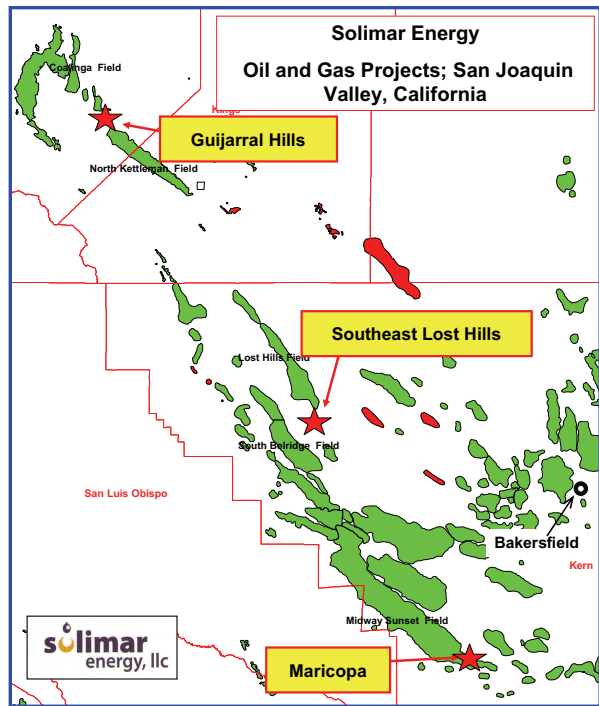 Solimar Energy
Oil and Gas Projects; San Joaquin
Valley, California
Coalinga Field
Kings
Guijarral Hills
North Kettleman Field
Southeast Lost Hills
Lost Hills Field
South Belridge Field
San Luis Obispo
Bakersfield
Kern
Midway Sunset Field
solimar
energy, llc
Maricopa